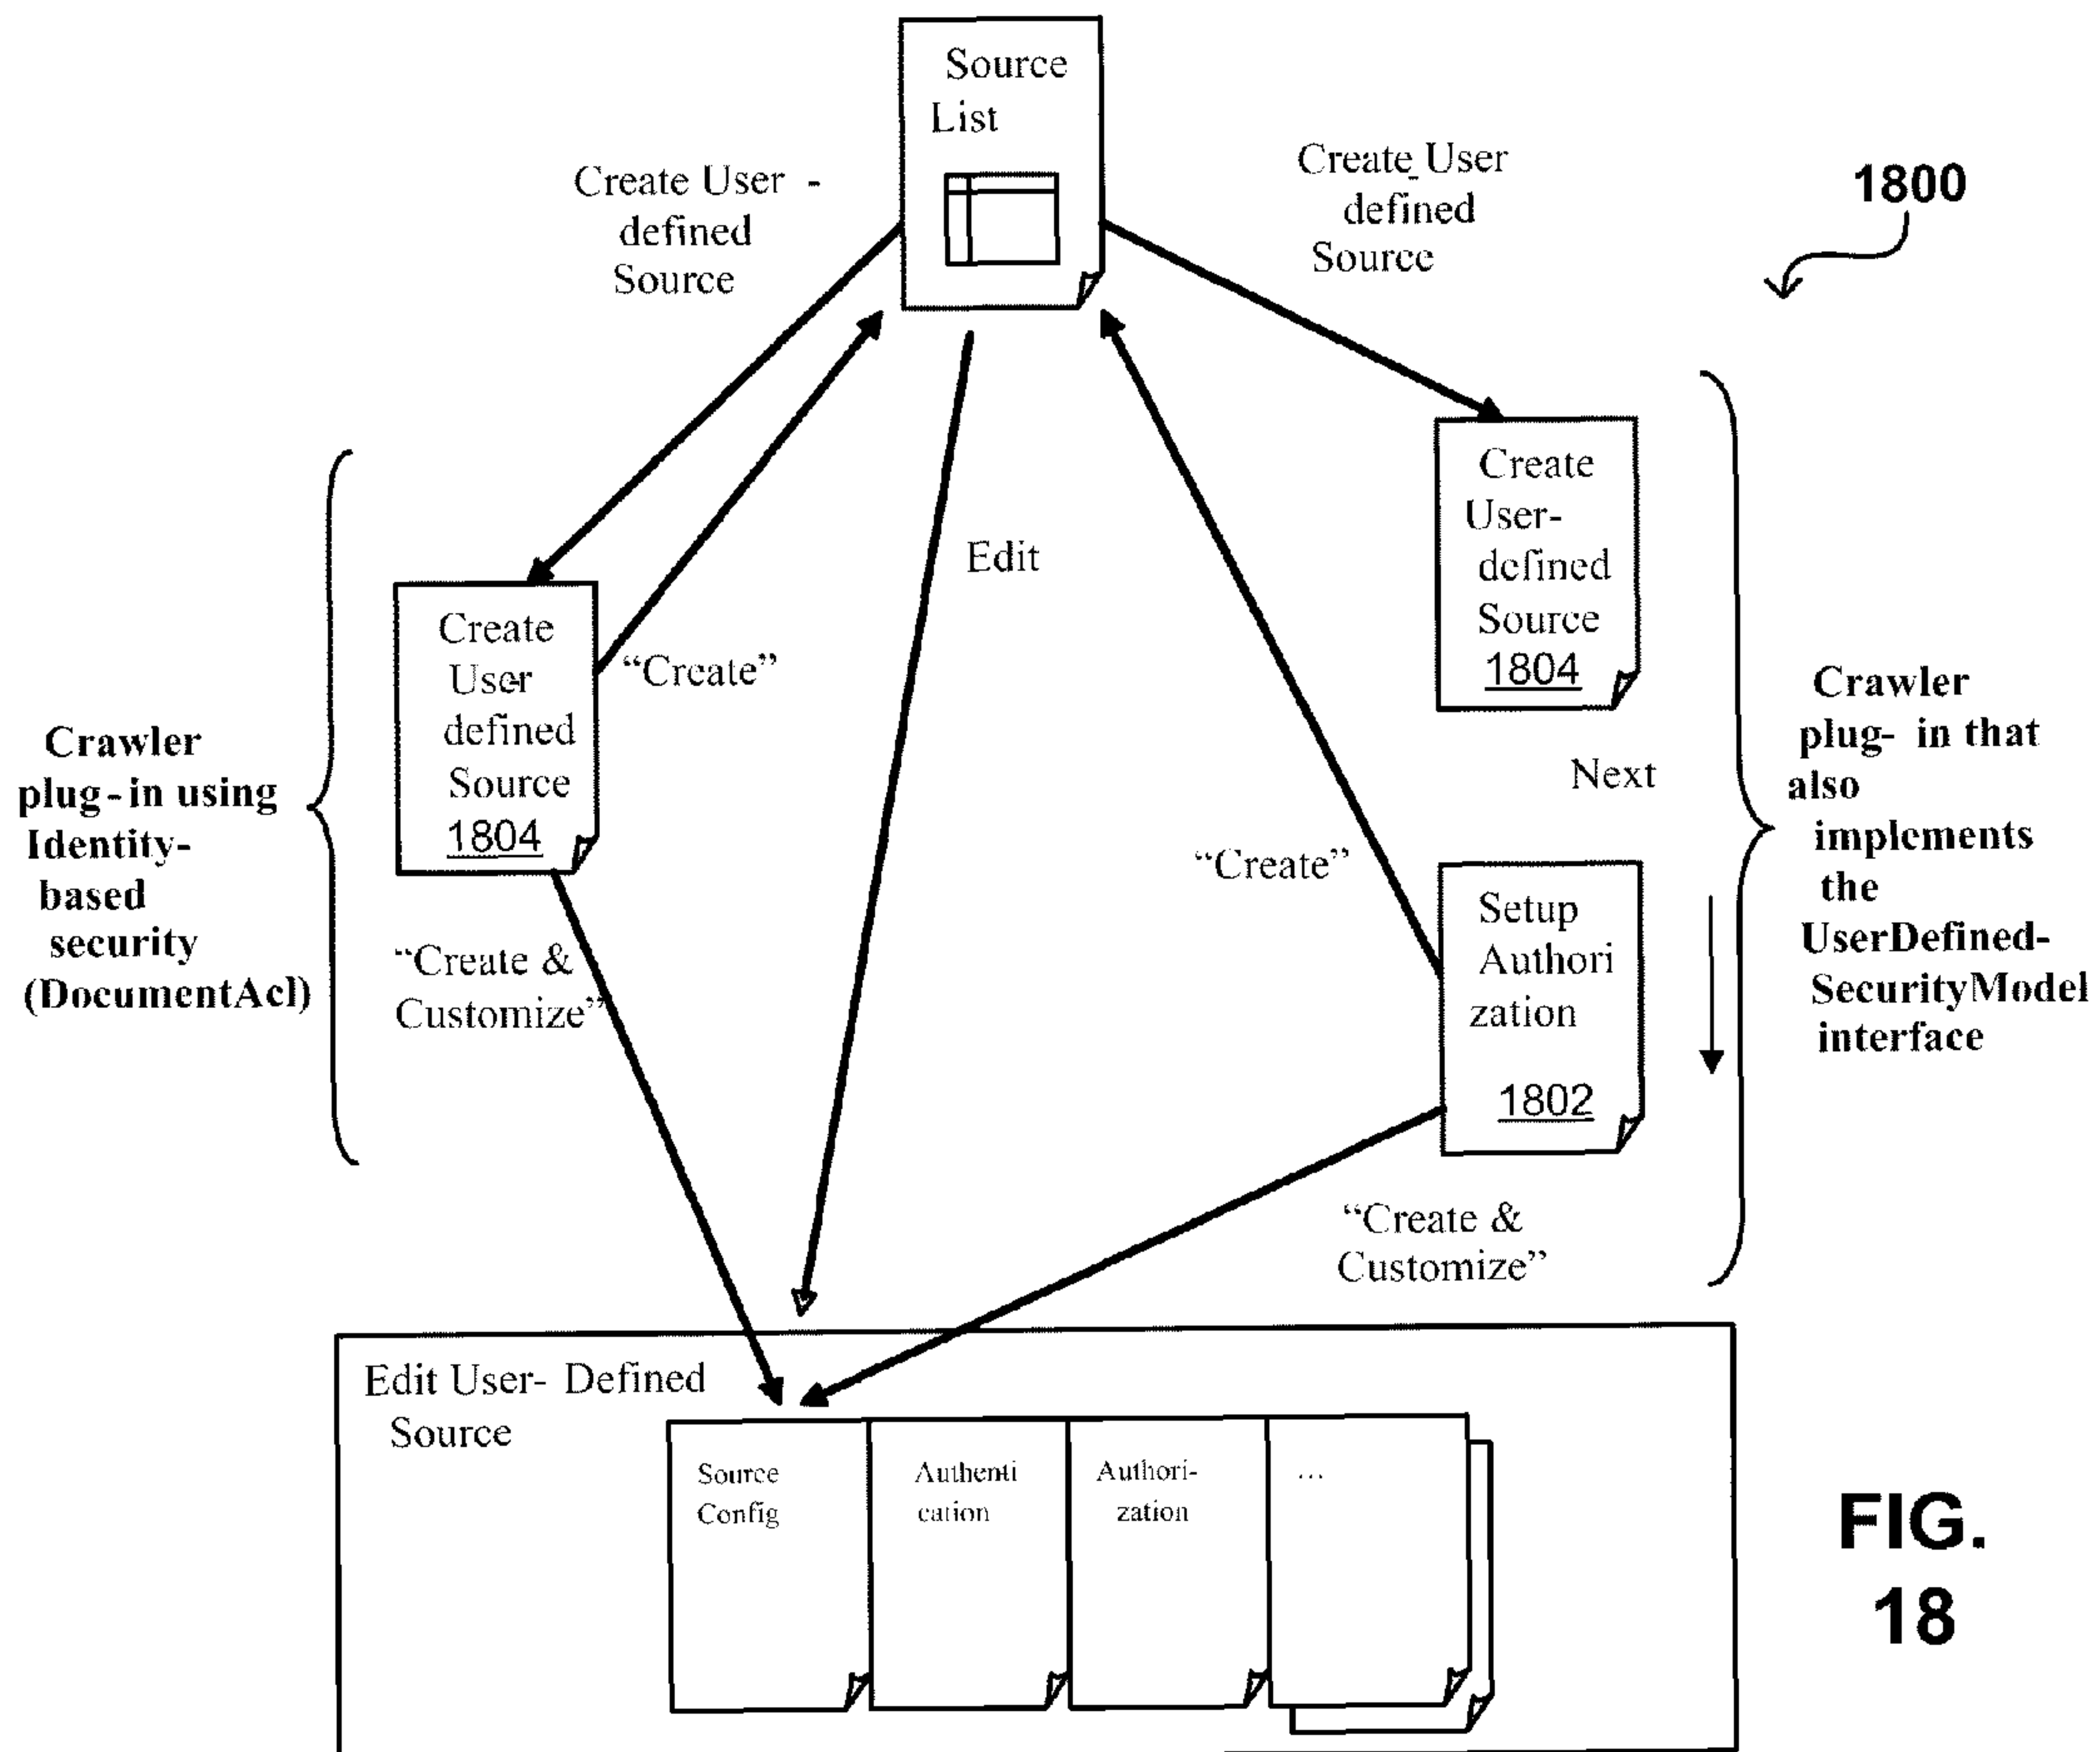 Source
List
Create User -
defined
Source
Create User
defined
Source
1800
Edit
Create
User
defined
Source
1804
"Create"
Create
User-
defined
Source
1804
Crawler
plug-in using
Identity-
based
security
(DocumentAcl)
Next
Crawler
plug- in that
also
implements
the
UserDefined-
SecurityModel
interface
"Create"
Setup
Authori
zation
1802
"Create &
Customize"
"Create &
Customize"
Edit User- Defined
Source
Source
Config
Authenti
cation
Authori-
zation
...
FIG.
18